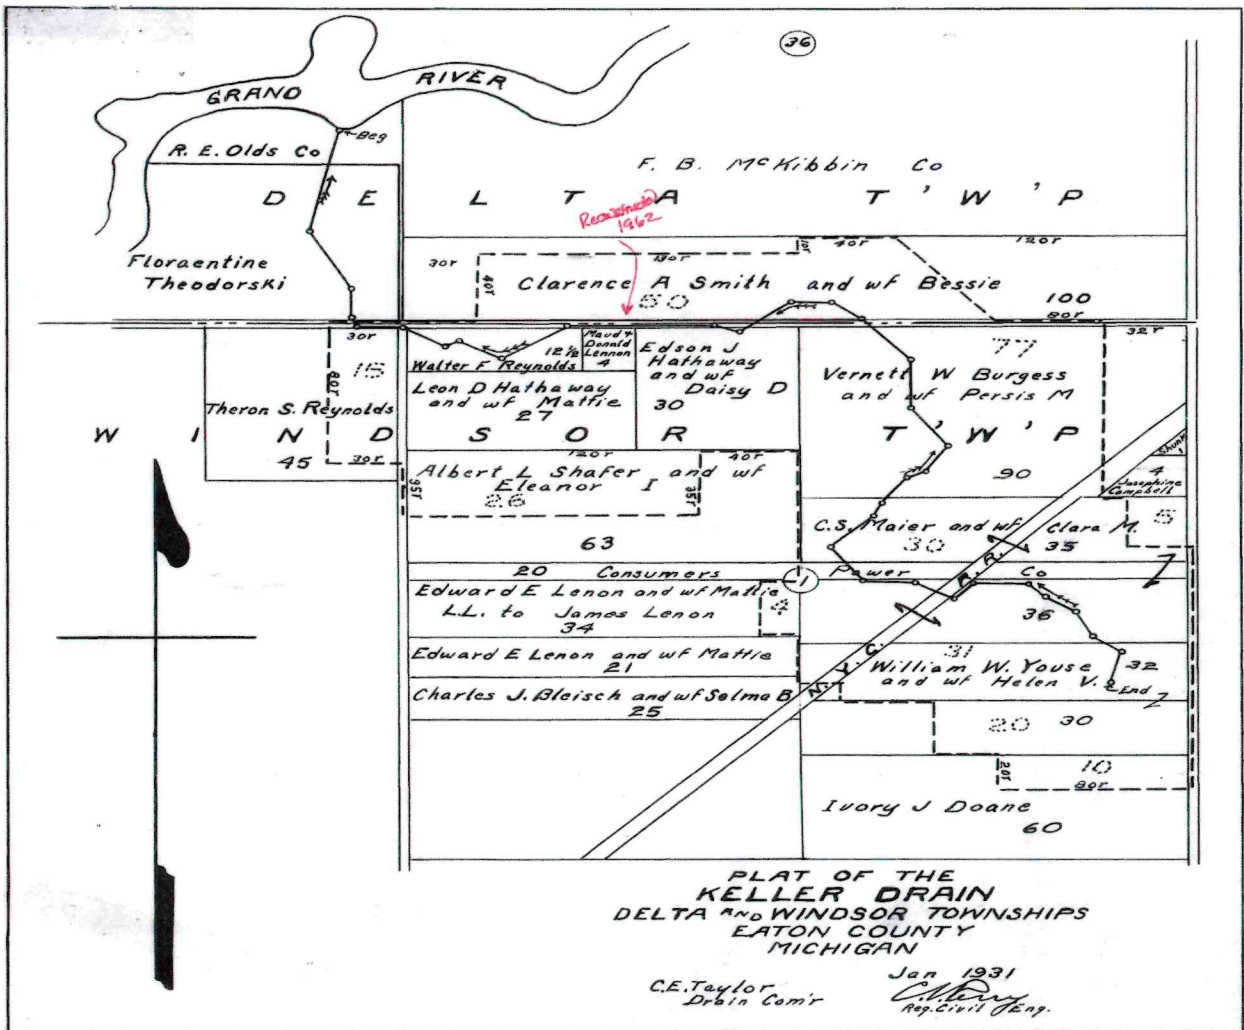 36
GRAND RIVER
Beg
R. E. Olds Co
F. B. McKibbin Co
D E L T A T'W'P
Reconstructed
1962
30r
130r
10r
40r
120r
40r
Floraentine
Theodorski
Clarence A Smith and wf Bessie
50
100
80r
30r
32r
15
80r
Theron S. Reynolds
45
30r
12½
Walter F Reynolds
Maud &
Donald
Lennon
4
Edson J
Hathaway
and wf
Daisy D
30
Leon D Hathaway
and wf Mattie
27
77
Vernett W Burgess
and wf Persis M
90
W I N D S O R T'W'P
Shunk
1
4
Josephine
Campbell
120r
40r
35r
35r
Albert L Shafer and wf
Eleanor I
26
63
C.S. Maier and wf Clara M.
30
35
5
20 Consumers Power Co
1
Edward E Lenon and wf Mattie
L.L. to James Lenon
34
4
36
Edward E Lenon and wf Mattie
21
31
William W. Youse
and wf Helen V.
32
End
Charles J. Bleisch and wf Selma B
25
R. R.
20 30
20r
10
80r
Ivory J Doane
60
PLAT OF THE
KELLER DRAIN
DELTA AND WINDSOR TOWNSHIPS
EATON COUNTY
MICHIGAN
Jan 1931
C.E. Taylor
Drain Com'r
Reg. Civil Eng.